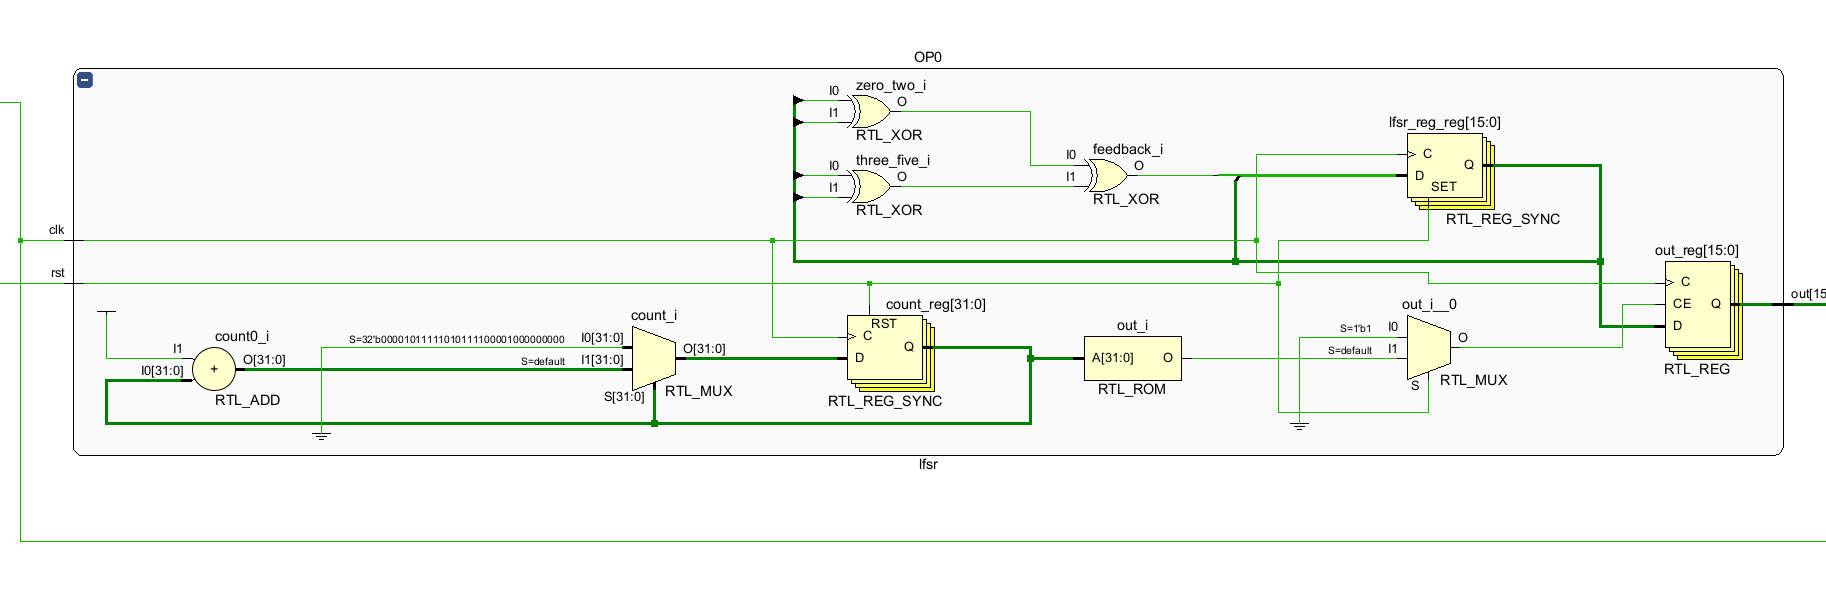 OP0
zero_two_i
I0
O
I1
RTL_XOR
three_five_i
I0
O
I1
RTL_XOR
feedback_i
I0
O
I1
RTL_XOR
lfsr_reg_reg[15:0]
C
Q
D
SET
RTL_REG_SYNC
clk
rst
out_reg[15:0]
C
CE
Q
D
RTL_REG
out[15
count0_i
I1
O[31:0]
+
I0[31:0]
RTL_ADD
count_i
I0[31:0]
O[31:0]
S=default
I1[31:0]
S[31:0]
RTL_MUX
count_reg[31:0]
RST
C
Q
D
RTL_REG_SYNC
out_i
A[31:0]
O
RTL_ROM
out_i__0
S=1'b1
I0
O
S=default
I1
S
RTL_MUX
lfsr